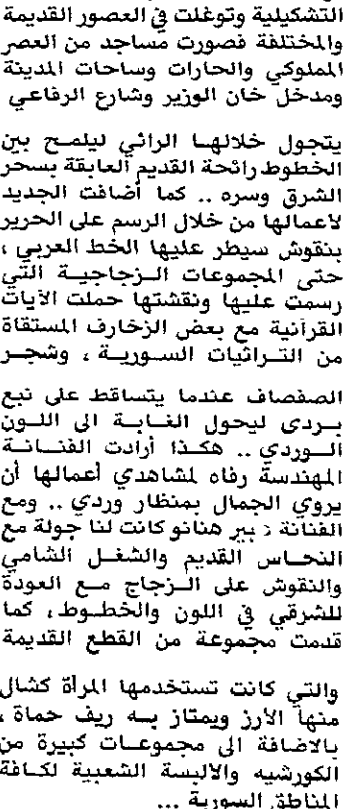 التشكيلية وتوغلت في العصور القديمة
والمختلفة فصورت مساجد من العصر
المملوكي والحارات وساحات المدينة
ومدخل خان الوزير وشارع الرفاعي
يتجول خلالها الرائي ليلمح بين
الخطوط رائحة القديم العابقة بسحر
الشرق وسره .. كما أضافت الجديد
لاعمالها من خلال الرسم على الحرير
بنقوش سيطر عليها الخط العربي ،
حتى المجموعات الزجاجية التي
رسمت عليها ونقشتها حملت الآيات
القرآنية مع بعض الزخارف المستقاة
من التراثيات السورية ، وشجر
الصفصاف عندما يتساقط على نبع
بردى ليحول الغابة الى اللون
الوردي .. هكذا أرادت الفنانة
المهندسة رفاه لمشاهدي أعمالها أن
يروي الجمال بمنظار وردي .. ومع
الفنانة هنانو كانت لنا جولة مع
النحاس القديم والشغل الشامي
والنقوش على الزجاج مع العودة
للشرقي في اللون والخطوط ، كما
قدمت مجموعة من القطع القديمة
والتي كانت تستخدمها المرأة كشال
منها الأرز ويمتاز به ريف حماة ،
بالاضافة الى مجموعات كبيرة من
الكورشيه والالبسة الشعبية لكافة
المناطق السورية ...